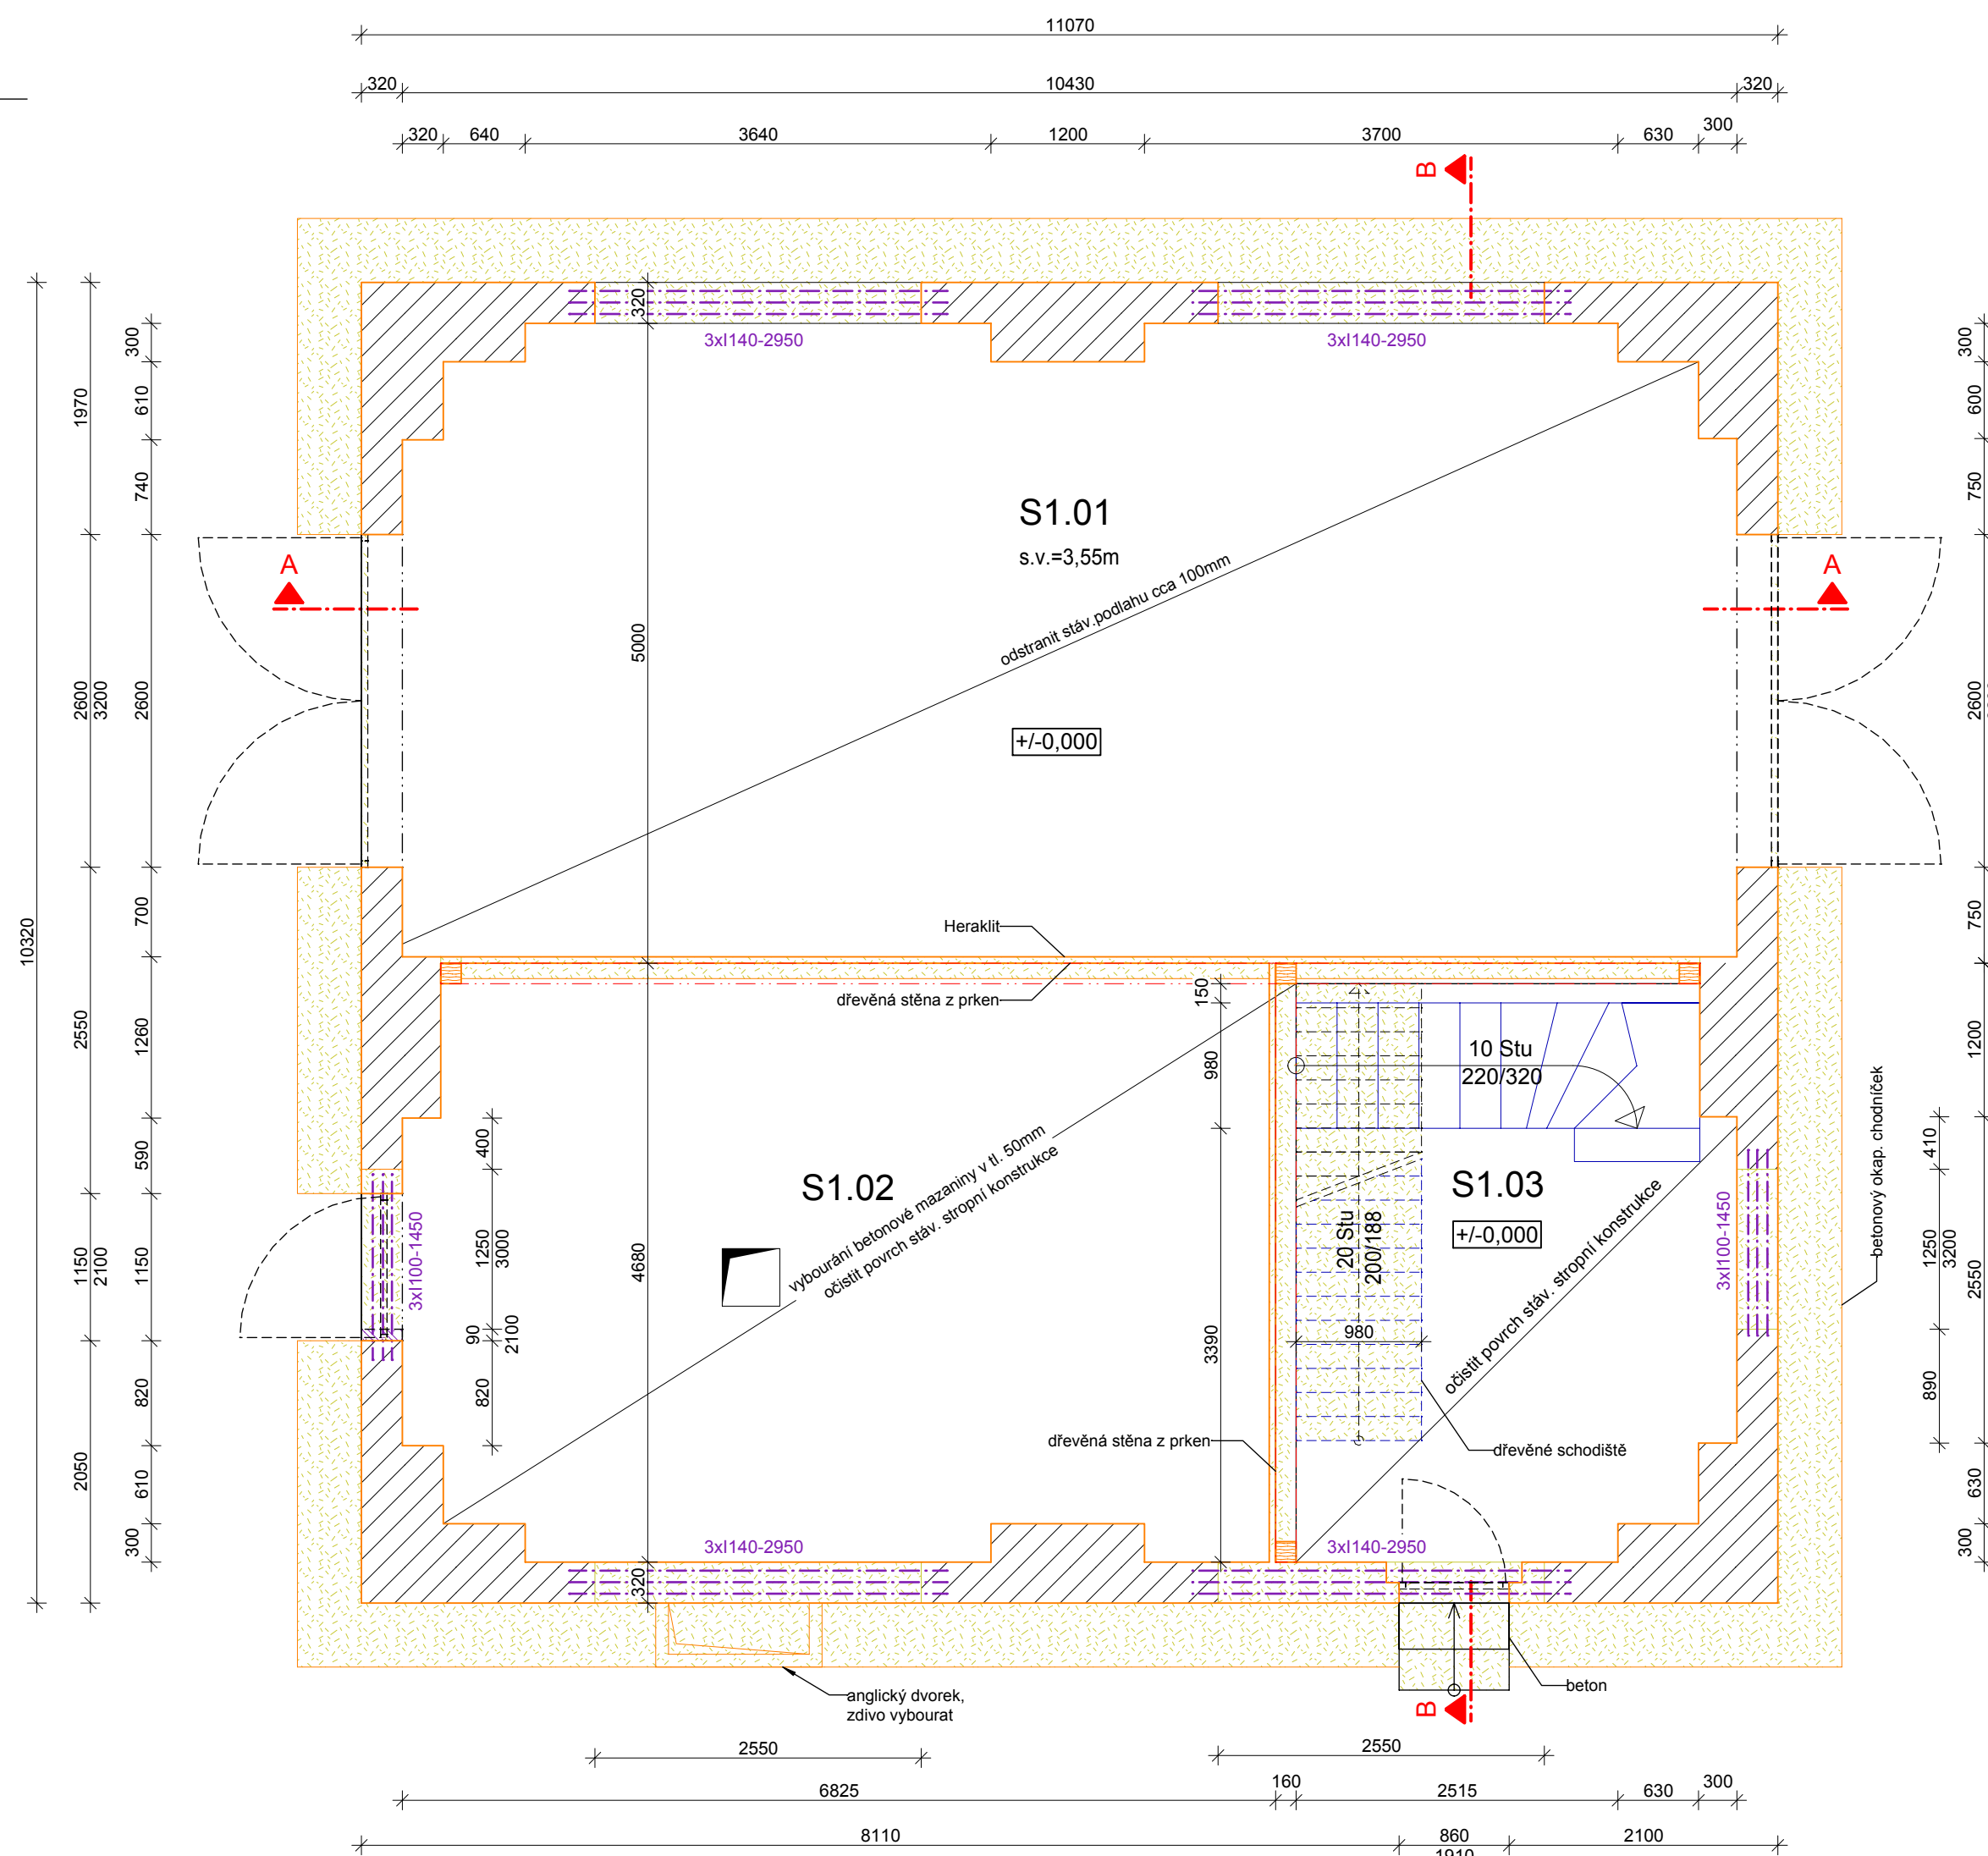 11070
320 10430 320
320 640 3640 1200 3700 630 300
B
320
3xI140-2950 3xI140-2950
300
610
740
1970
300
600
750
S1.01
s.v.=3,55m
odstranit stáv.podlahu cca 100mm
A
A
5000
2600
3200
2600
2600
+/-0,000
10320
700
750
Heraklit
dřevěná stěna z prken
150
980
2550
1260
1200
10 Stu
220/320
betonový okap. chodníček
590
400
410
S1.02
vybourání betonové mazaniny v tl. 50mm
očistit povrch stáv. stropní konstrukce
S1.03
+/-0,000
20 Stu
200/188
očistit povrch stáv. stropní konstrukce
1150
2100
1150
3xI100-1450
1250
3000
4680
3xI100-1450
1250
3200
2550
90
2100
3390
980
820
820
890
dřevěná stěna z prken
dřevěné schodiště
2050
610
630
300
300
3xI140-2950 3xI140-2950
320
anglický dvorek,
zdivo vybourat
beton
B
2550 2550
6825 160 2515 630 300
8110 860 2100
1910